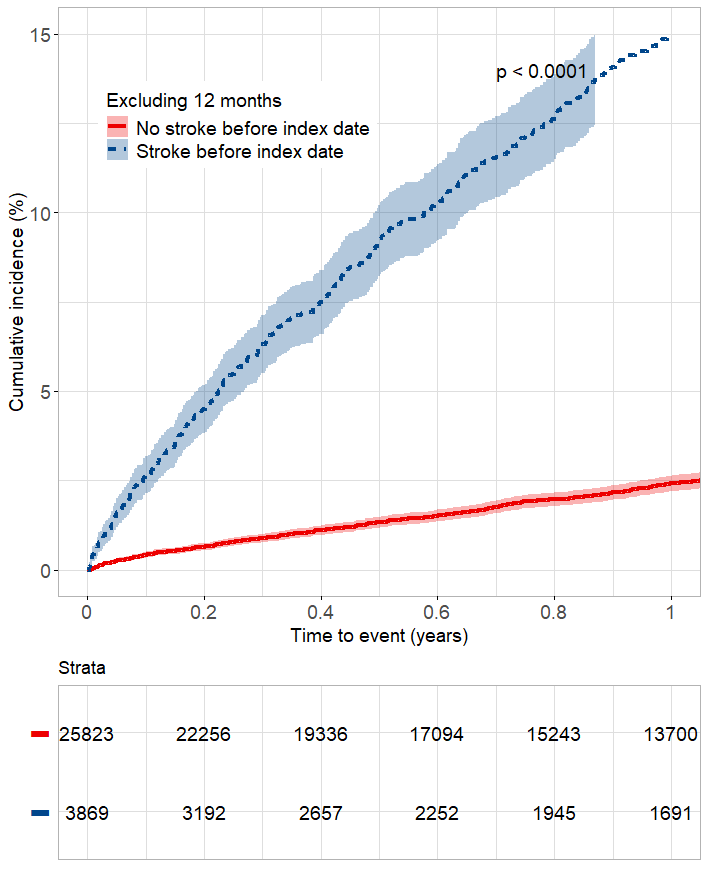 15
p < 0.0001
Excluding 12 months
No stroke before index date
Stroke before index date
Cumulative incidence (%)
10
5
0
0 0.2 0.4 0.6 0.8 1
Time to event (years)
Strata
25823 22256 19336 17094 15243 13700
3869 3192 2657 2252 1945 1691